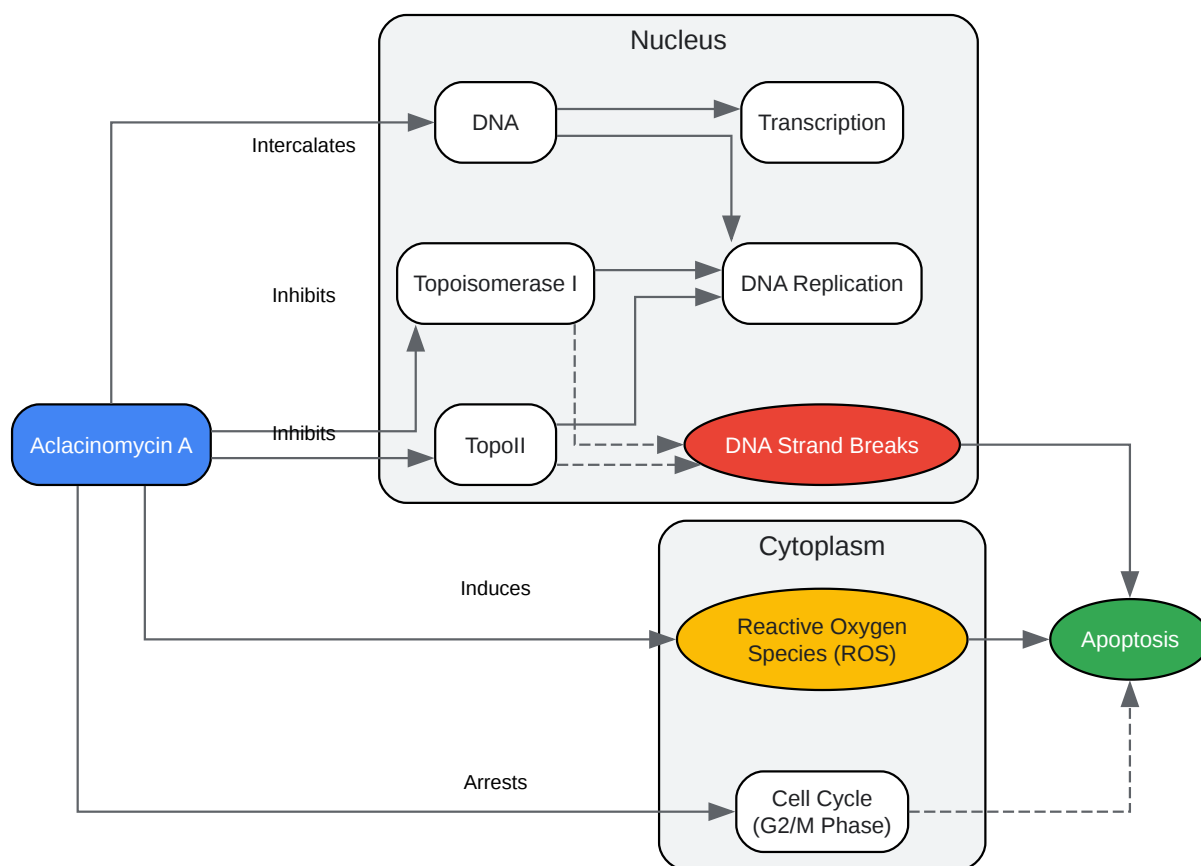 Nucleus
DNA
Transcription
Intercalates
Topoisomerase I
DNA Replication
Inhibits
Aclacinomycin A
Inhibits
TopoII
DNA Strand Breaks
Cytoplasm
Induces
Reactive Oxygen
Species (ROS)
Apoptosis
Arrests
Cell Cycle
(G2/M Phase)